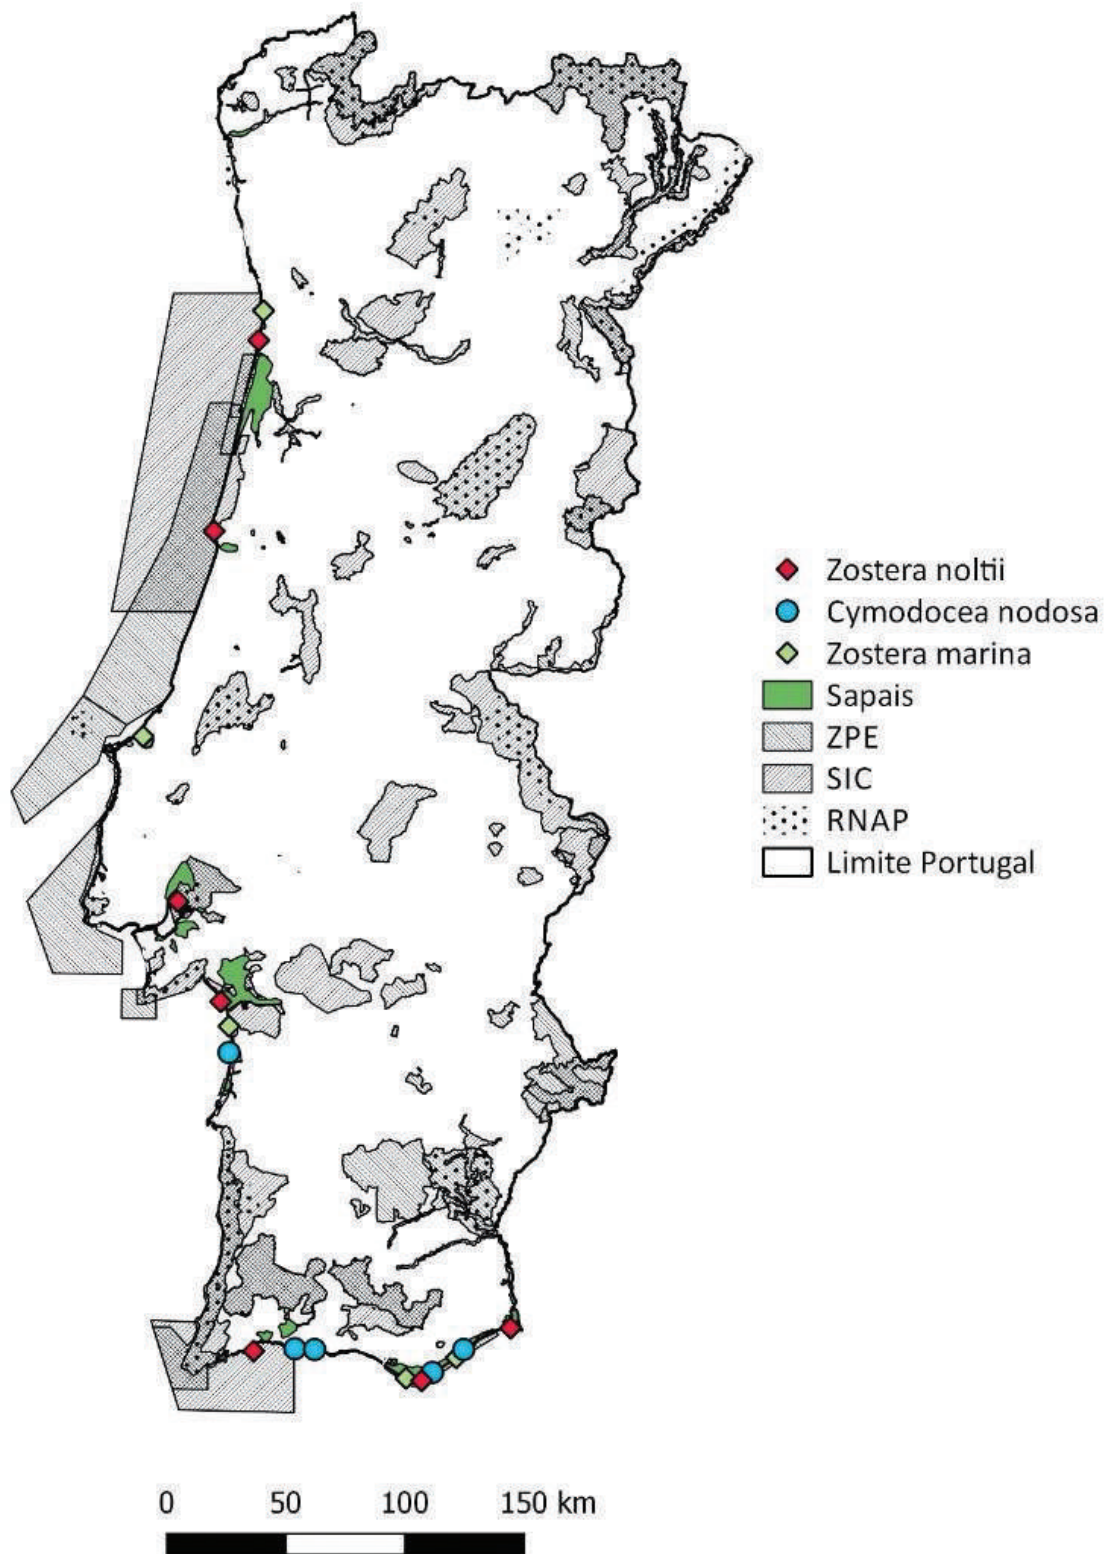 Zostera noltii
Cymodocea nodosa
Zostera marina
Sapais
ZPE
SIC
RNAP
Limite Portugal
0 50 100 150 km